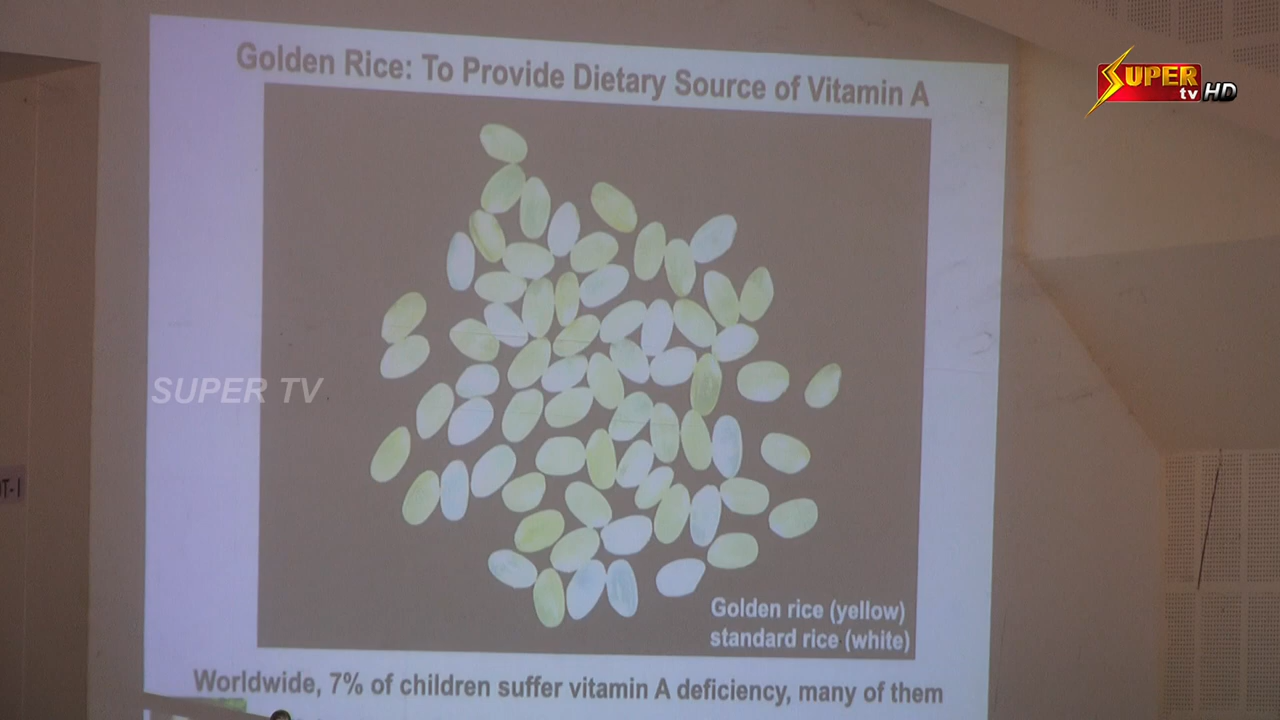 Golden Rice: To Provide Dietary Source of Vitamin A
SUPER
tv HD
SUPER TV
Golden rice (yellow)
standard rice (white)
Worldwide, 7% of children suffer vitamin A deficiency, many of them